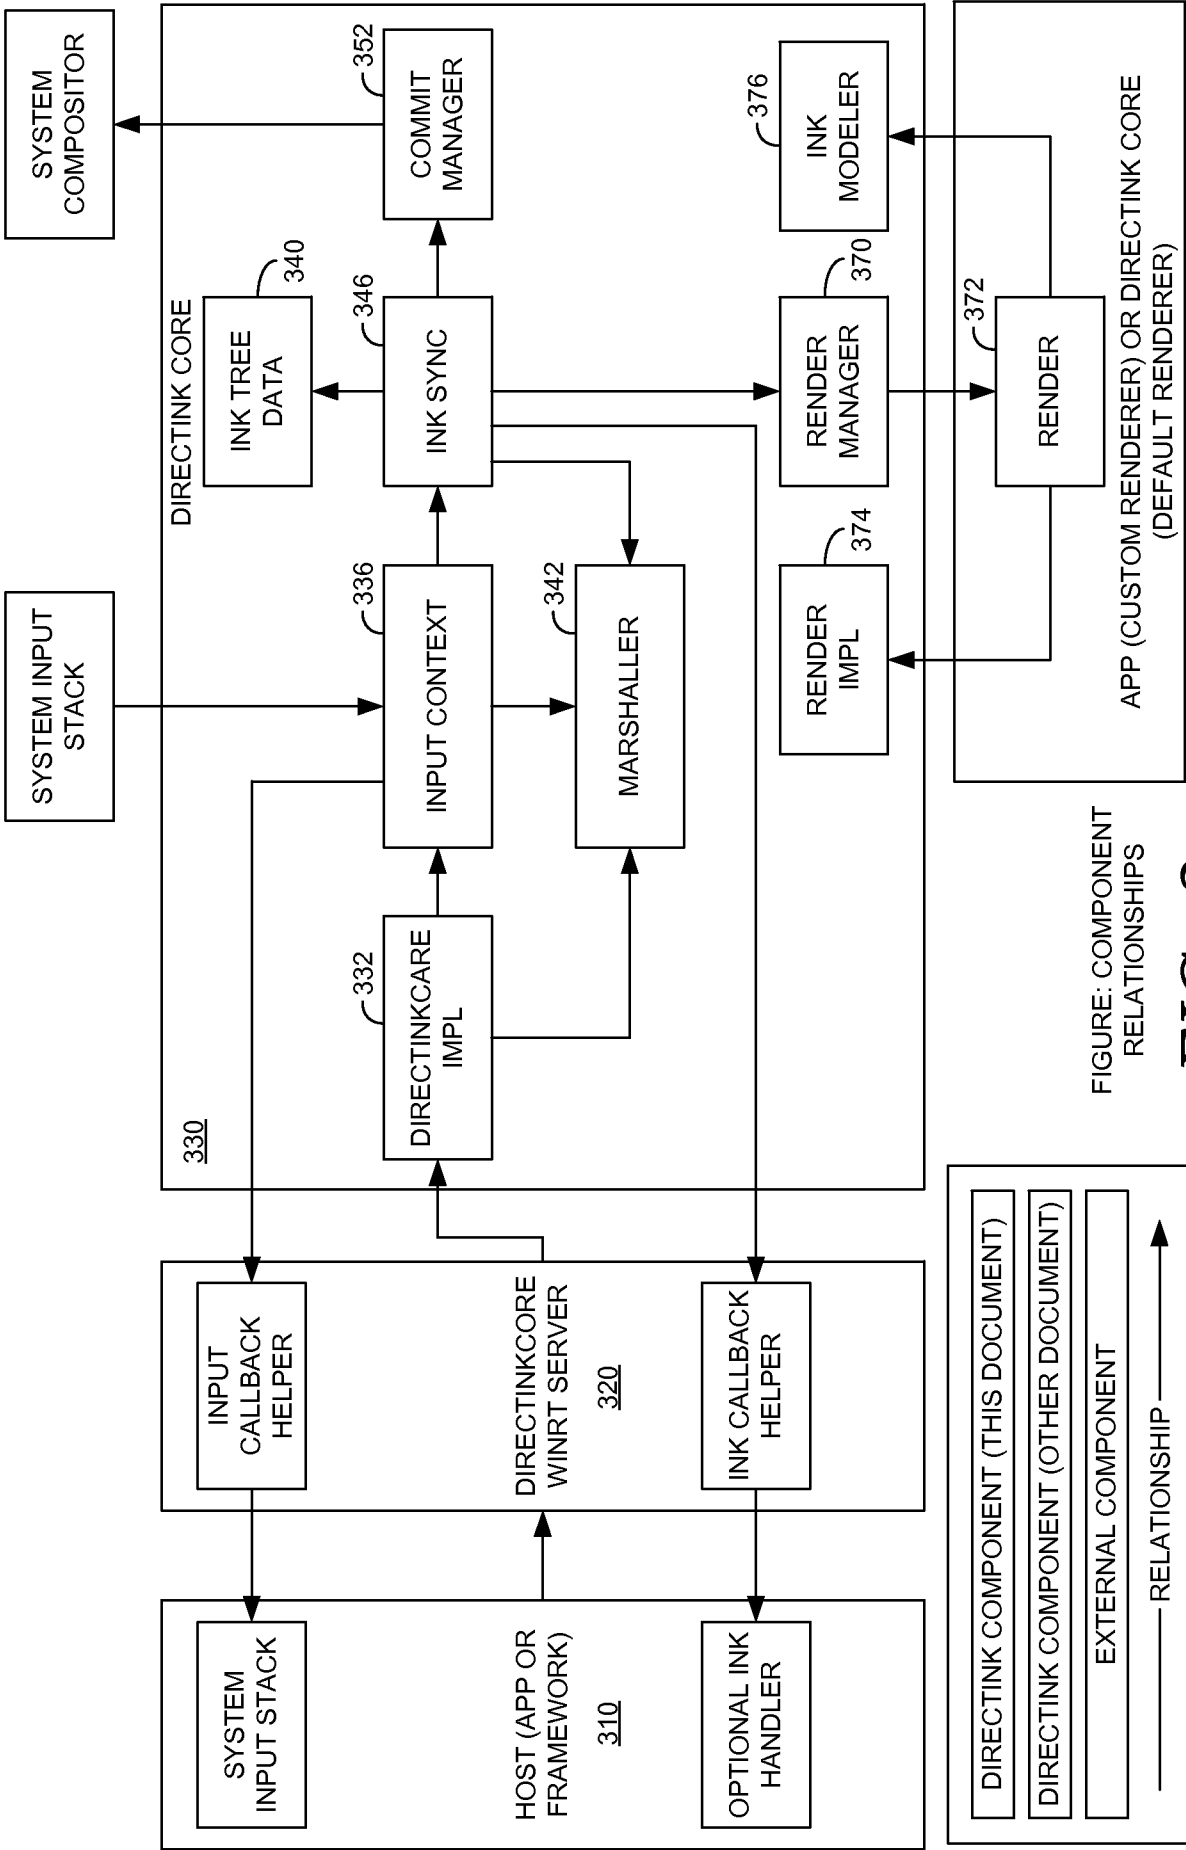 SYSTEM
INPUT STACK
HOST (APP OR
FRAMEWORK)
310
OPTIONAL INK
HANDLER
INPUT
CALLBACK
HELPER
DIRECTINKCORE
WINRT SERVER
320
INK CALLBACK
HELPER
330
DIRECTINK CORE
SYSTEM INPUT
STACK
SYSTEM
COMPOSITOR
DIRECTINKCARE
IMPL
332
INPUT CONTEXT
336
INK TREE
DATA
340
INK SYNC
346
COMMIT
MANAGER
352
MARSHALLER
342
RENDER
IMPL
374
RENDER
MANAGER
370
INK
MODELER
376
RENDER
372
APP (CUSTOM RENDERER) OR DIRECTINK CORE
(DEFAULT RENDERER)
DIRECTINK COMPONENT (THIS DOCUMENT)
DIRECTINK COMPONENT (OTHER DOCUMENT)
EXTERNAL COMPONENT
RELATIONSHIP
FIGURE: COMPONENT
RELATIONSHIPS